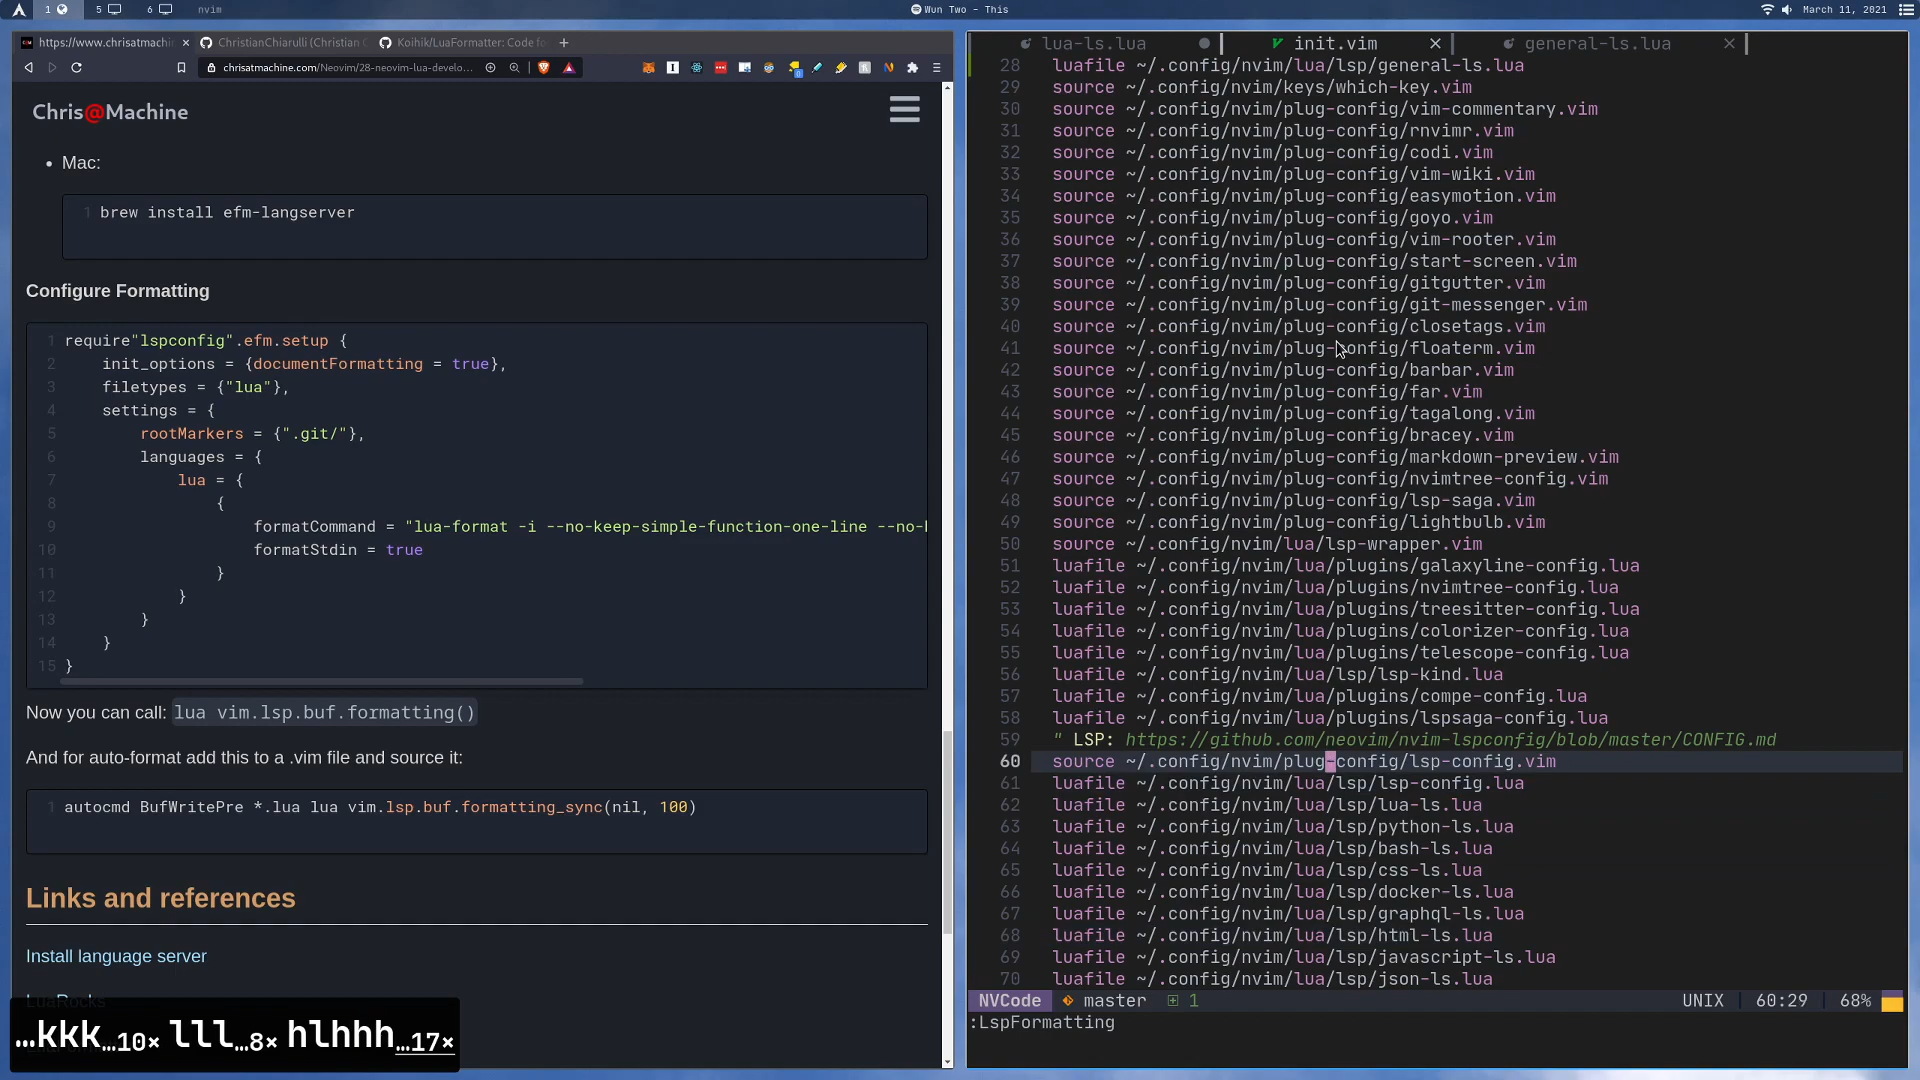 1
5
6
nvim
Wun Two - This
March 11, 2021
https://www.chrisatmachi
ChristianChiarulli (Christian C
Koihik/LuaFormatter: Code fo
chrisatmachine.com/Neovim/28-neovim-lua-develo...
Chris@Machine
Mac:
1 brew install efm-langserver
Configure Formatting
1 require"lspconfig".efm.setup {
2 init_options = {documentFormatting = true},
3 filetypes = {"lua"},
4 settings = {
5 rootMarkers = {".git/"},
6 languages = {
7 lua = {
8 {
9 formatCommand = "lua-format -i --no-keep-simple-function-one-line --no-
10 formatStdin = true
11 }
12 }
13 }
14 }
15 }
Now you can call: lua vim.lsp.buf.formatting()
And for auto-format add this to a .vim file and source it:
1 autocmd BufWritePre *.lua lua vim.lsp.buf.formatting_sync(nil, 100)
Links and references
Install language server
LuaRocks
…kkk…10× lll…8× hlhhh…17×
lua-ls.lua
init.vim
general-ls.lua
28 luafile ~/.config/nvim/lua/lsp/general-ls.lua
29 source ~/.config/nvim/keys/which-key.vim
30 source ~/.config/nvim/plug-config/vim-commentary.vim
31 source ~/.config/nvim/plug-config/rnvimr.vim
32 source ~/.config/nvim/plug-config/codi.vim
33 source ~/.config/nvim/plug-config/vim-wiki.vim
34 source ~/.config/nvim/plug-config/easymotion.vim
35 source ~/.config/nvim/plug-config/goyo.vim
36 source ~/.config/nvim/plug-config/vim-rooter.vim
37 source ~/.config/nvim/plug-config/start-screen.vim
38 source ~/.config/nvim/plug-config/gitgutter.vim
39 source ~/.config/nvim/plug-config/git-messenger.vim
40 source ~/.config/nvim/plug-config/closetags.vim
41 source ~/.config/nvim/plug-config/floaterm.vim
42 source ~/.config/nvim/plug-config/barbar.vim
43 source ~/.config/nvim/plug-config/far.vim
44 source ~/.config/nvim/plug-config/tagalong.vim
45 source ~/.config/nvim/plug-config/bracey.vim
46 source ~/.config/nvim/plug-config/markdown-preview.vim
47 source ~/.config/nvim/plug-config/nvimtree-config.vim
48 source ~/.config/nvim/plug-config/lsp-saga.vim
49 source ~/.config/nvim/plug-config/lightbulb.vim
50 source ~/.config/nvim/lua/lsp-wrapper.vim
51 luafile ~/.config/nvim/lua/plugins/galaxyline-config.lua
52 luafile ~/.config/nvim/lua/plugins/nvimtree-config.lua
53 luafile ~/.config/nvim/lua/plugins/treesitter-config.lua
54 luafile ~/.config/nvim/lua/plugins/colorizer-config.lua
55 luafile ~/.config/nvim/lua/plugins/telescope-config.lua
56 luafile ~/.config/nvim/lua/lsp-kind.lua
57 luafile ~/.config/nvim/lua/plugins/compe-config.lua
58 luafile ~/.config/nvim/lua/plugins/lspsaga-config.lua
59 " LSP: https://github.com/neovim/nvim-lspconfig/blob/master/CONFIG.md
60 source ~/.config/nvim/plug-config/lsp-config.vim
61 luafile ~/.config/nvim/lua/lsp/lsp-config.lua
62 luafile ~/.config/nvim/lua/lsp/lua-ls.lua
63 luafile ~/.config/nvim/lua/lsp/python-ls.lua
64 luafile ~/.config/nvim/lua/lsp/bash-ls.lua
65 luafile ~/.config/nvim/lua/lsp/css-ls.lua
66 luafile ~/.config/nvim/lua/lsp/docker-ls.lua
67 luafile ~/.config/nvim/lua/lsp/graphql-ls.lua
68 luafile ~/.config/nvim/lua/lsp/html-ls.lua
69 luafile ~/.config/nvim/lua/lsp/javascript-ls.lua
70 luafile ~/.config/nvim/lua/lsp/json-ls.lua
NVCode master 1 UNIX 60:29 68%
:LspFormatting